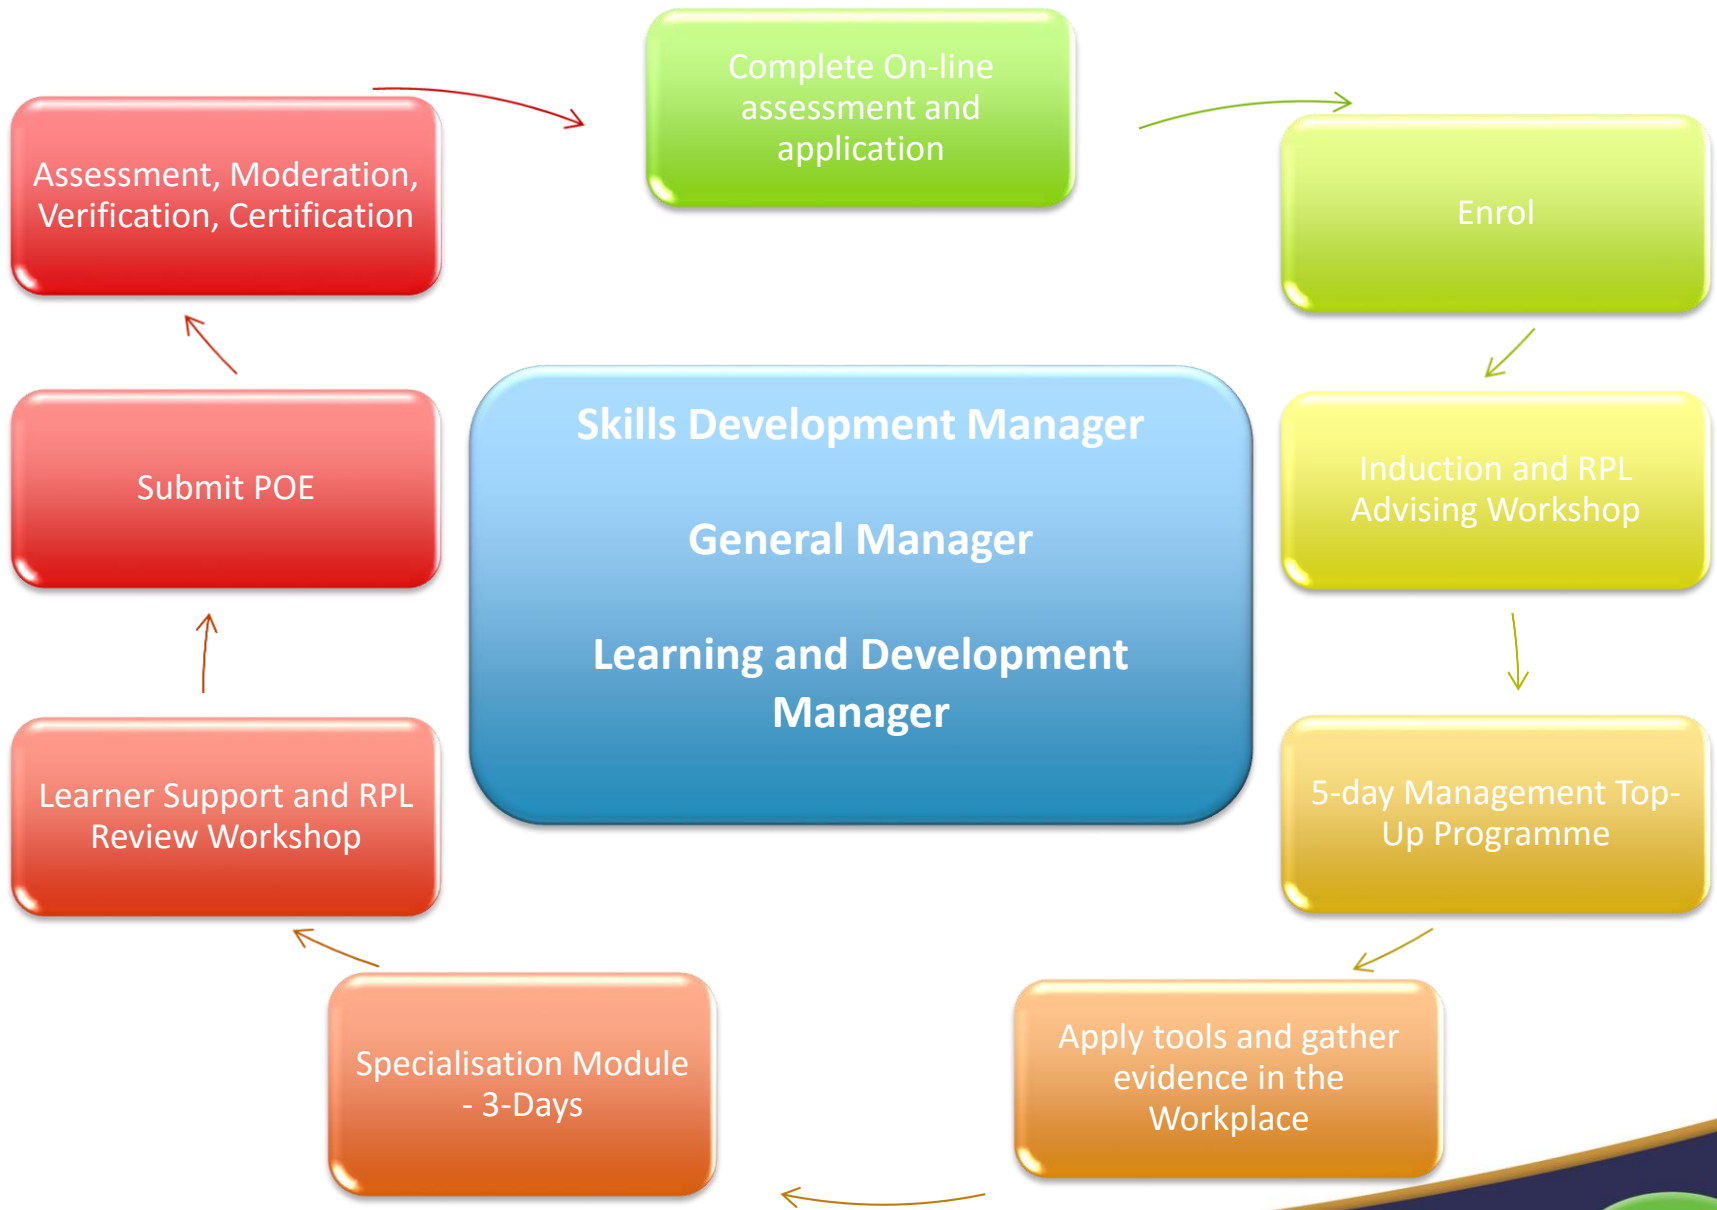 Complete On-line
assessment and
application
Enrol
Induction and RPL
Advising Workshop
5-day Management Top-
Up Programme
Apply tools and gather
evidence in the
Workplace
Specialisation Module
- 3-Days
Learner Support and RPL
Review Workshop
Submit POE
Assessment, Moderation,
Verification, Certification
Skills Development Manager
General Manager
Learning and Development
Manager